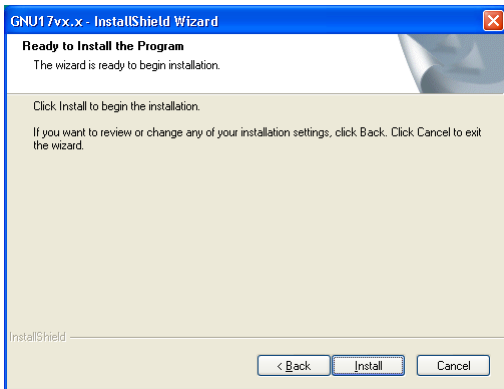 GNU17vx.x - InstallShield Wizard
Ready to Install the Program
The wizard is ready to begin installation.
Click Install to begin the installation.
If you want to review or change any of your installation settings, click Back. Click Cancel to exit
the wizard.
InstallShield
< Back Install Cancel